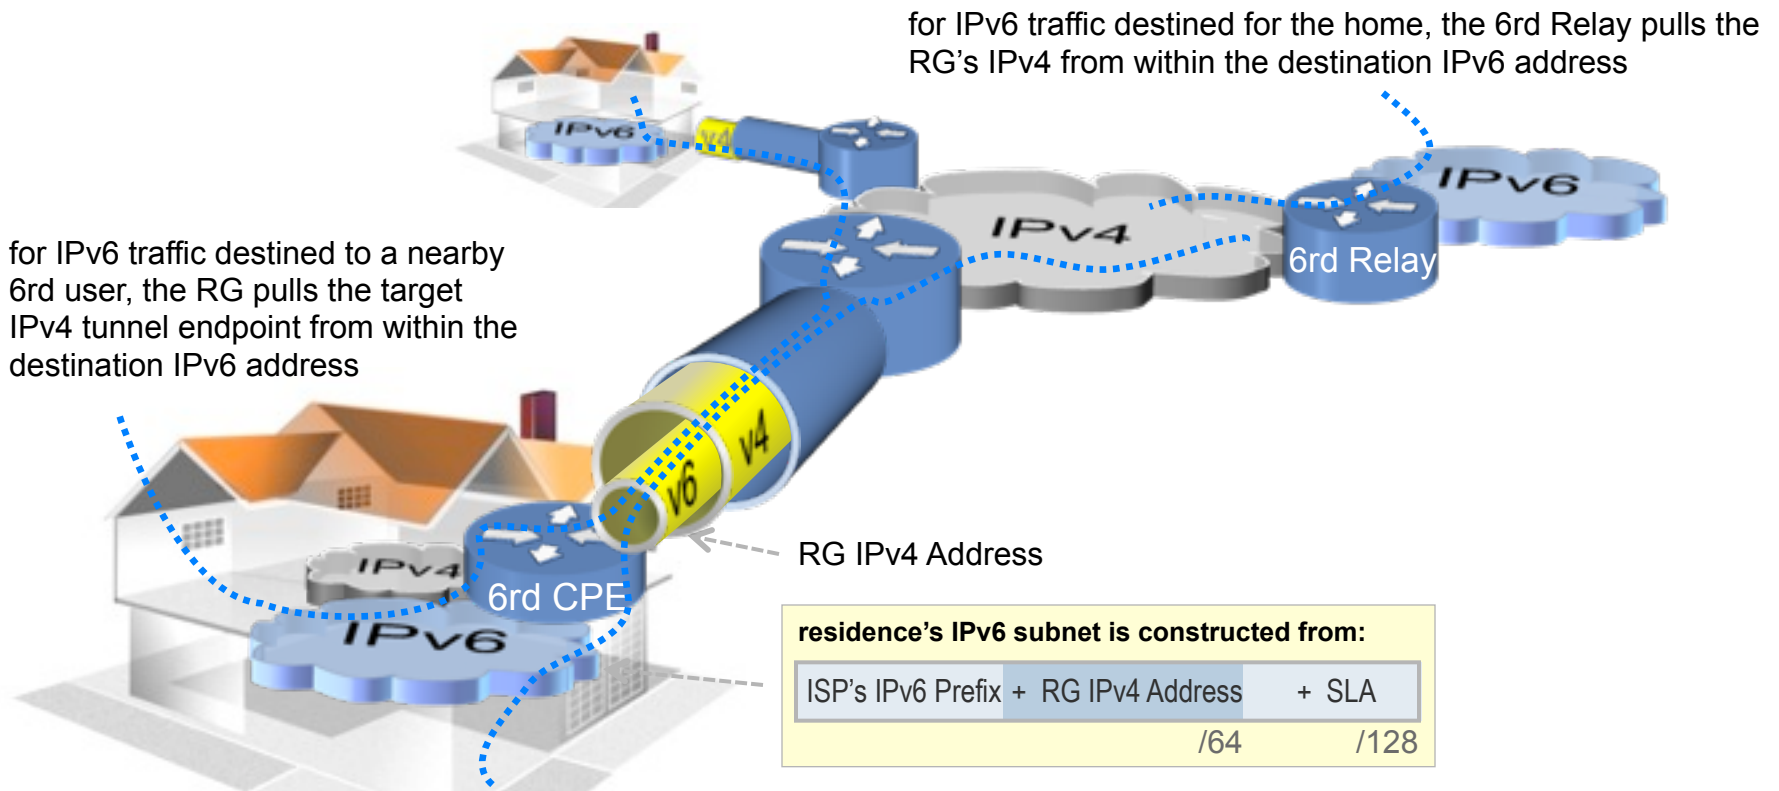 for IPv6 traffic destined for the home, the 6rd Relay pulls the
RG's IPv4 from within the destination IPv6 address
IPv6
v4
IPv6
IPv4
6rd Relay
for IPv6 traffic destined to a nearby
6rd user, the RG pulls the target
IPv4 tunnel endpoint from within the
destination IPv6 address
v4
v6
RG IPv4 Address
IPv4
6rd CPE
IPv6
residence's IPv6 subnet is constructed from:
ISP's IPv6 Prefix + RG IPv4 Address + SLA
/64 /128